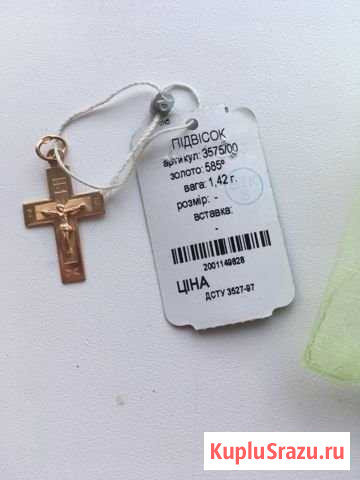 ПІДВІСОК
артикул: 3575/00
золото: 585°
вага: 1,42 г.
розмір: -
вставка:
-
2001149828
ЦІНА
ДСТУ 3527-97
KupluSrazu.ru